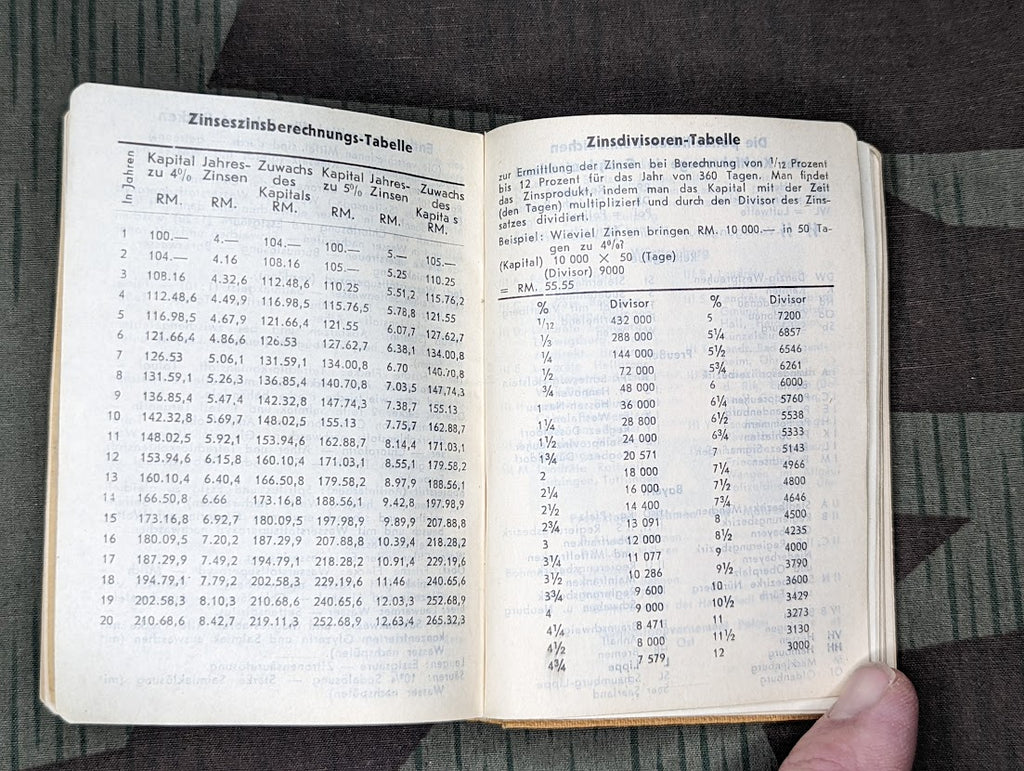 Zinseszinsberechnungs-Tabelle
In Jahren Kapital Jahres- Zuwachs Kapital Jahres- Zuwachs
zu 4% Zinsen des zu 5% Zinsen des
Kapitals Kapita s
RM. RM. RM. RM. RM. RM.
1 100.— 4.— 104.— 100.— 5.— 105.—
2 104.— 4.16 108.16 105.— 5.25 110.25
3 108.16 4.32,6 112.48,6 110.25 5.51,2 115.76,2
4 112.48,6 4.49,9 116.98,5 115.76,5 5.78,8 121.55
5 116.98,5 4.67,9 121.66,4 121.55 6.07,7 127.62,7
6 121.66,4 4.86,6 126.53 127.62,7 6.38,1 134.00,8
7 126.53 5.06,1 131.59,1 134.00,8 6.70 140.70,8
8 131.59,1 5.26,3 136.85,4 140.70,8 7.03,5 147.74,3
9 136.85,4 5.47,4 142.32,8 147.74,3 7.38,7 155.13
10 142.32,8 5.69,7 148.02,5 155.13 7.75,7 162.88,7
11 148.02,5 5.92,1 153.94,6 162.88,7 8.14,4 171.03,1
12 153.94,6 6.15,8 160.10,4 171.03,1 8.55,1 179.58,2
13 160.10,4 6.40,4 166.50,8 179.58,2 8.97,9 188.56,1
14 166.50,8 6.66 173.16,8 188.56,1 9.42,8 197.98,9
15 173.16,8 6.92,7 180.09,5 197.98,9 9.89,9 207.88,8
16 180.09,5 7.20,2 187.29,9 207.88,8 10.39,4 218.28,2
17 187.29,9 7.49,2 194.79,1 218.28,2 10.91,4 229.19,6
18 194.79,1 7.79,2 202.58,3 229.19,6 11.46 240.65,6
19 202.58,3 8.10,3 210.68,6 240.65,6 12.03,3 252.68,9
20 210.68,6 8.42,7 219.11,3 252.68,9 12.63,4 265.32,3
Zinsdivisoren-Tabelle
zur Ermittlung der Zinsen bei Berechnung von 1/12 Prozent
bis 12 Prozent für das Jahr von 360 Tagen. Man findet
das Zinsprodukt, indem man das Kapital mit der Zeit
(den Tagen) multipliziert und durch den Divisor des Zins-
satzes dividiert.
Beispiel: Wieviel Zinsen bringen RM. 10 000.— in 50 Ta-
gen zu 4%?
(Kapital) 10 000 × 50 (Tage)
(Divisor) 9000
= RM. 55.55
% Divisor % Divisor
1/12 432 000 5 7200
1/3 288 000 5¼ 6857
¼ 144 000 5½ 6546
½ 72 000 5¾ 6261
¾ 48 000 6 6000
1 36 000 6¼ 5760
1¼ 28 800 6½ 5538
1½ 24 000 6¾ 5333
1¾ 20 571 7 5143
2 18 000 7¼ 4966
2¼ 16 000 7½ 4800
2½ 14 400 7¾ 4646
2¾ 13 091 8 4500
3 12 000 8½ 4235
3¼ 11 077 9 4000
3½ 10 286 9½ 3790
3¾ 9 600 10 3600
4 9 000 10½ 3429
4¼ 8 471 11 3273
4½ 8 000 11½ 3130
4¾ 7 579 12 3000